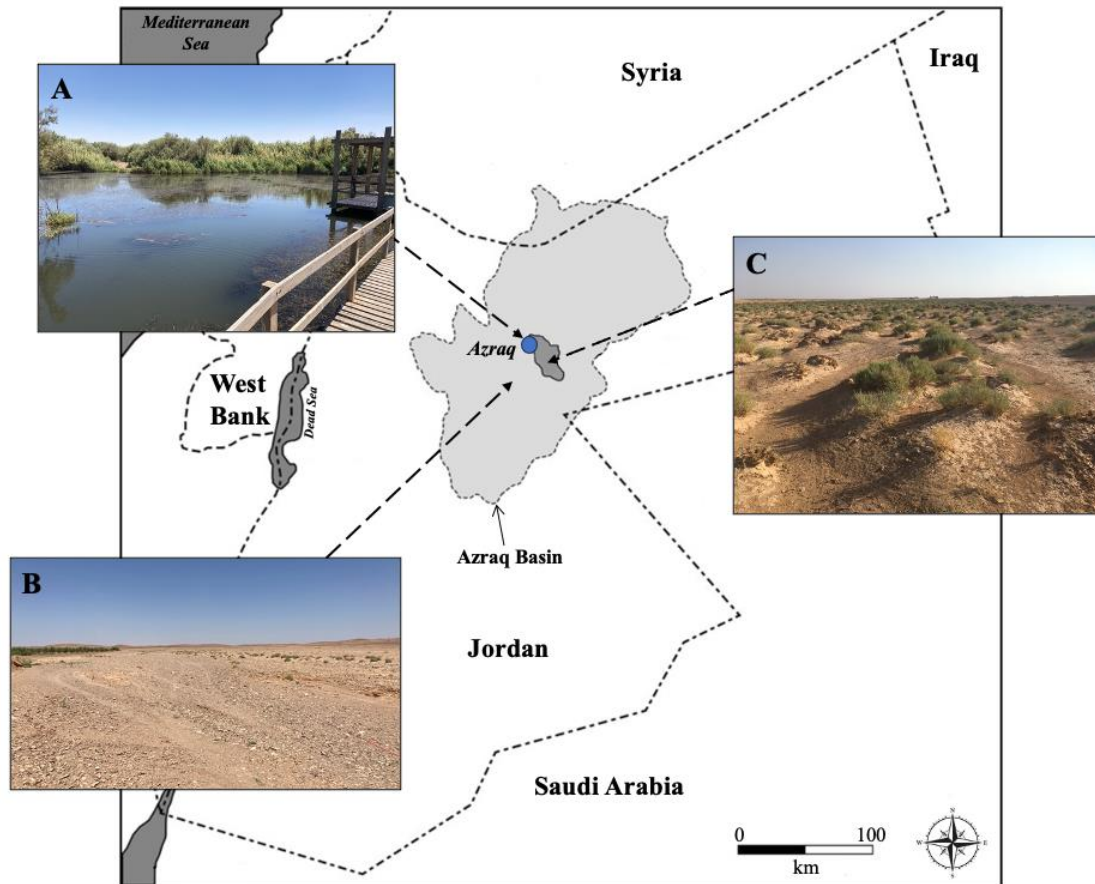 Mediterranean
Sea
Syria
Iraq
A
C
Azraq
West
Bank
Dead Sea
Azraq Basin
B
Jordan
Saudi Arabia
0 100
km
N
W E
S